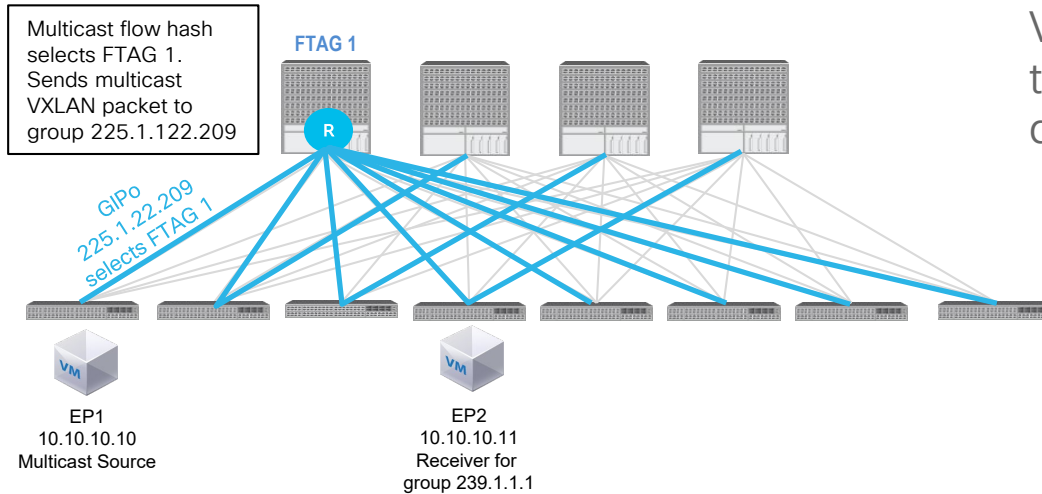 Multicast flow hash
selects FTAG 1.
Sends multicast
VXLAN packet to
group 225.1.122.209
FTAG 1
R
GIPo
225.1.22.209
selects FTAG 1
VM
EP1
10.10.10.10
Multicast Source
VM
EP2
10.10.10.11
Receiver for
group 239.1.1.1